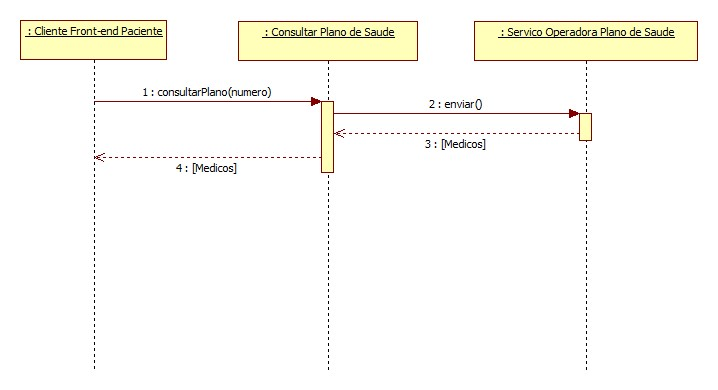 : Cliente Front-end Paciente
: Consultar Plano de Saude
: Servico Operadora Plano de Saude
1 : consultarPlano(numero)
2 : enviar()
3 : [Medicos]
4 : [Medicos]